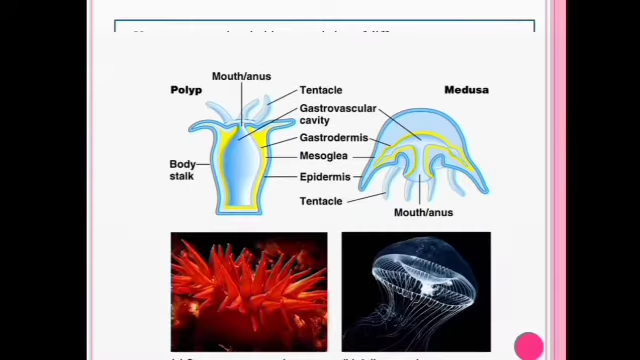 Mouth/anus
Polyp
Tentacle
Medusa
Gastrovascular
cavity
Gastrodermis
Body
stalk
Mesoglea
Epidermis
Tentacle
Mouth/anus